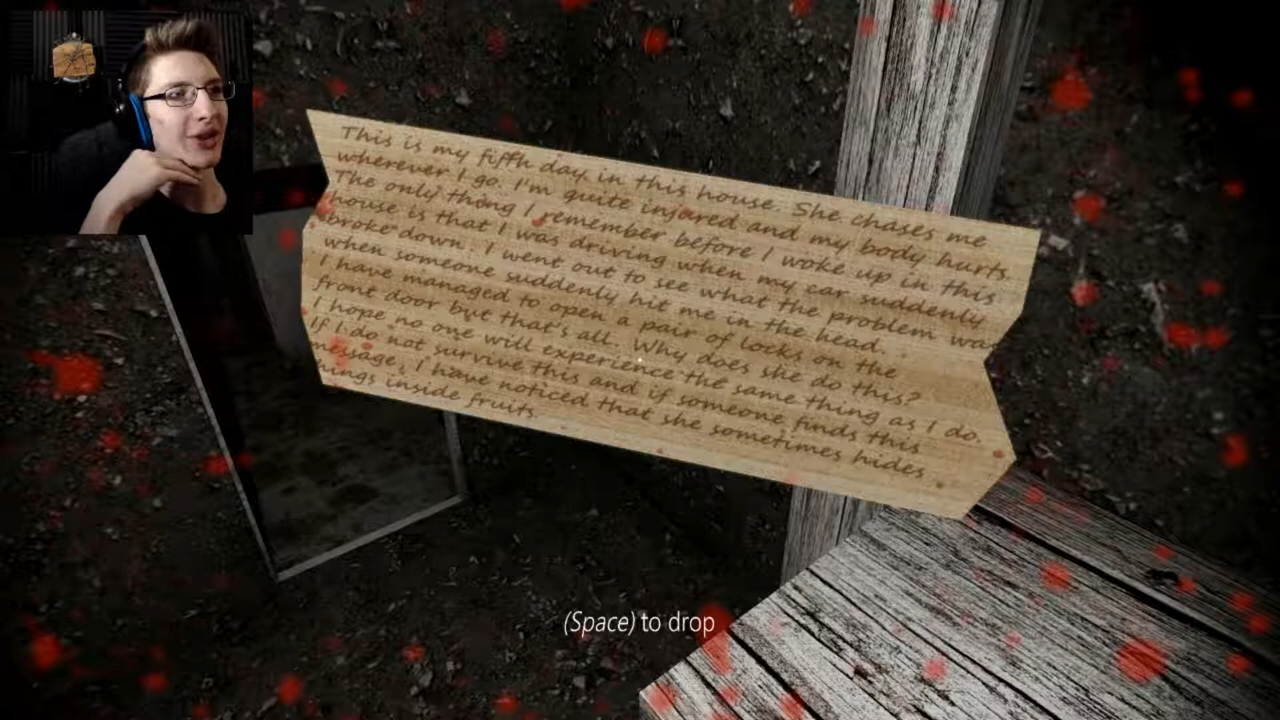 This is my fifth day in this house. She chases me
wherever I go. I'm quite injured and my body hurts.
The only thing I remember before I woke up in this
house is that I was driving when my car suddenly
broke down. I went out to see what the problem was
when someone suddenly hit me in the head.
I have managed to open a pair of locks on the
front door but that's all. Why does she do this?
I hope no one will experience the same thing as I do.
If I do not survive this and if someone finds this
message, I have noticed that she sometimes hides
things inside fruits.
(Space) to drop